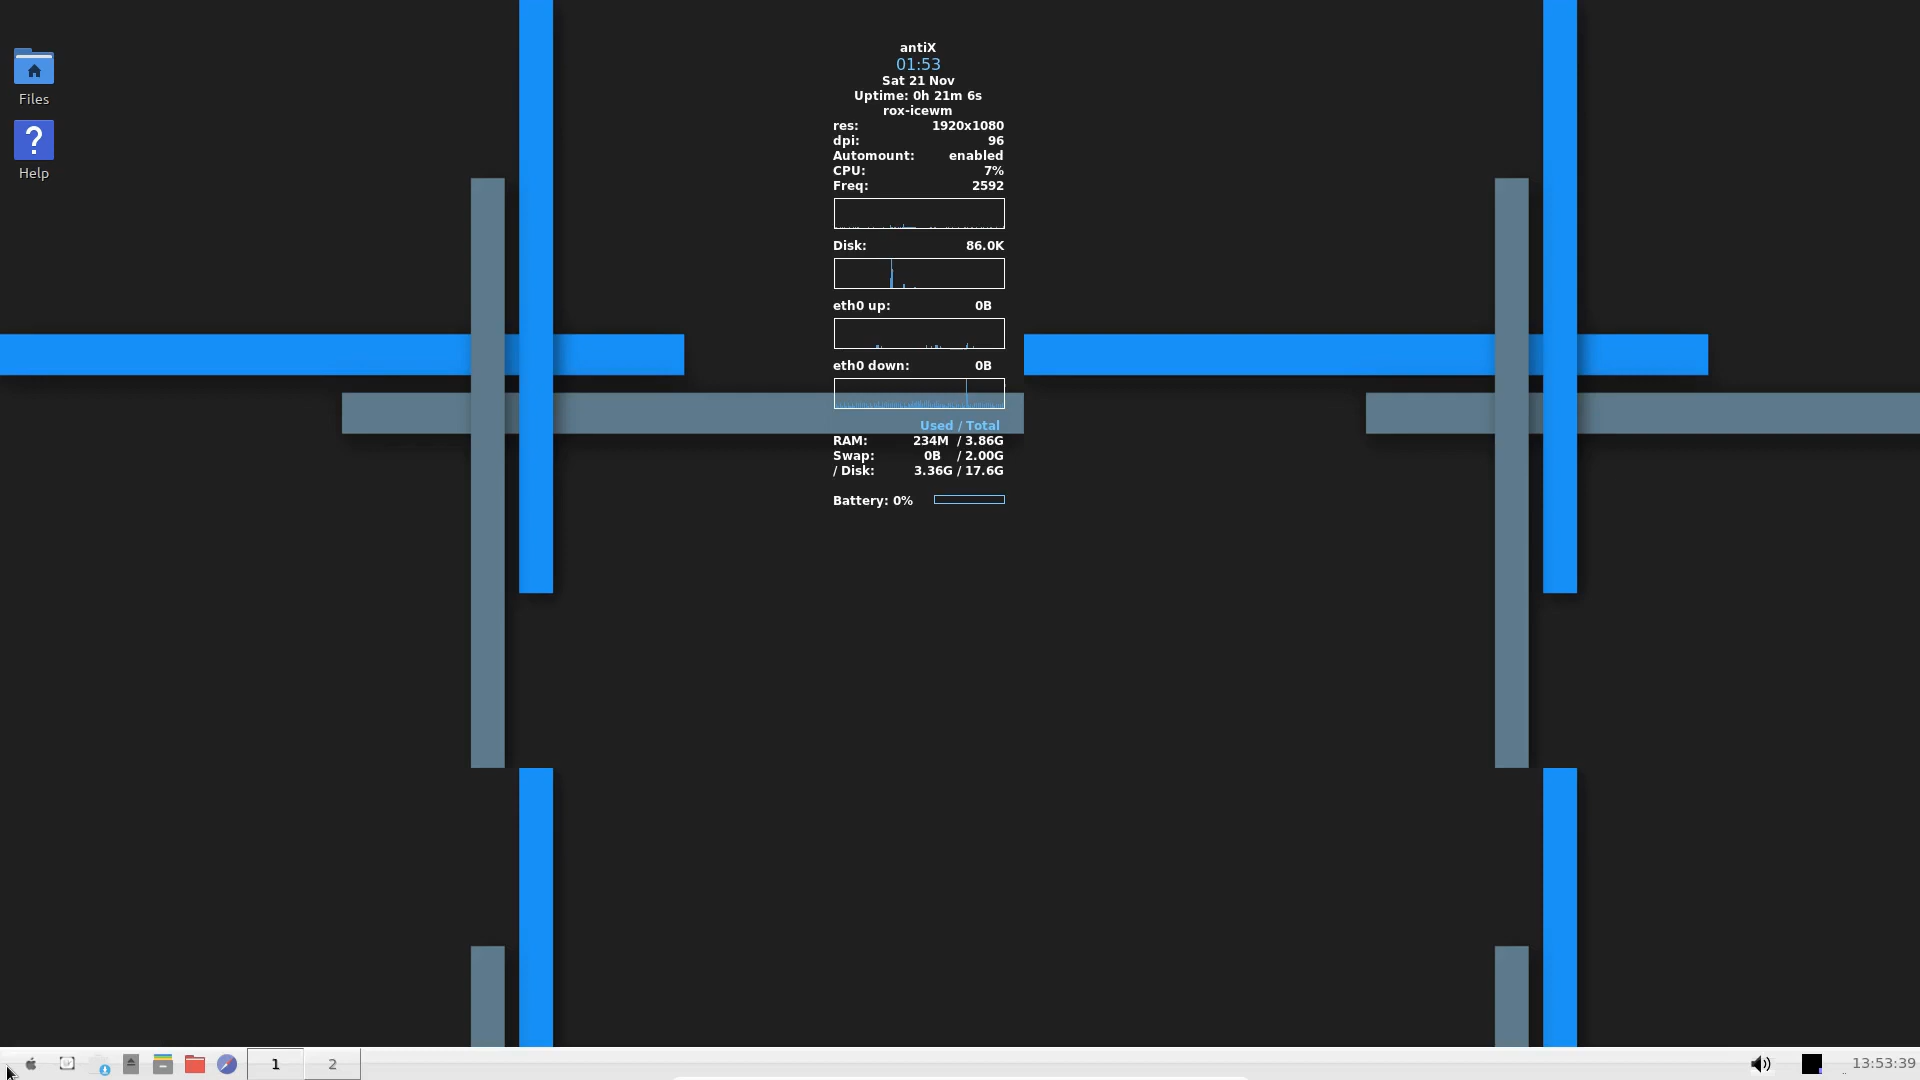 Files
Help
antiX
01:53
Sat 21 Nov
Uptime: 0h 21m 6s
rox-icewm
res: 1920x1080
dpi: 96
Automount: enabled
CPU: 7%
Freq: 2592
Disk: 86.0K
eth0 up: 0B
eth0 down: 0B
Used / Total
RAM: 234M / 3.86G
Swap: 0B / 2.00G
/ Disk: 3.36G / 17.6G
Battery: 0%
1 2 13:53:39